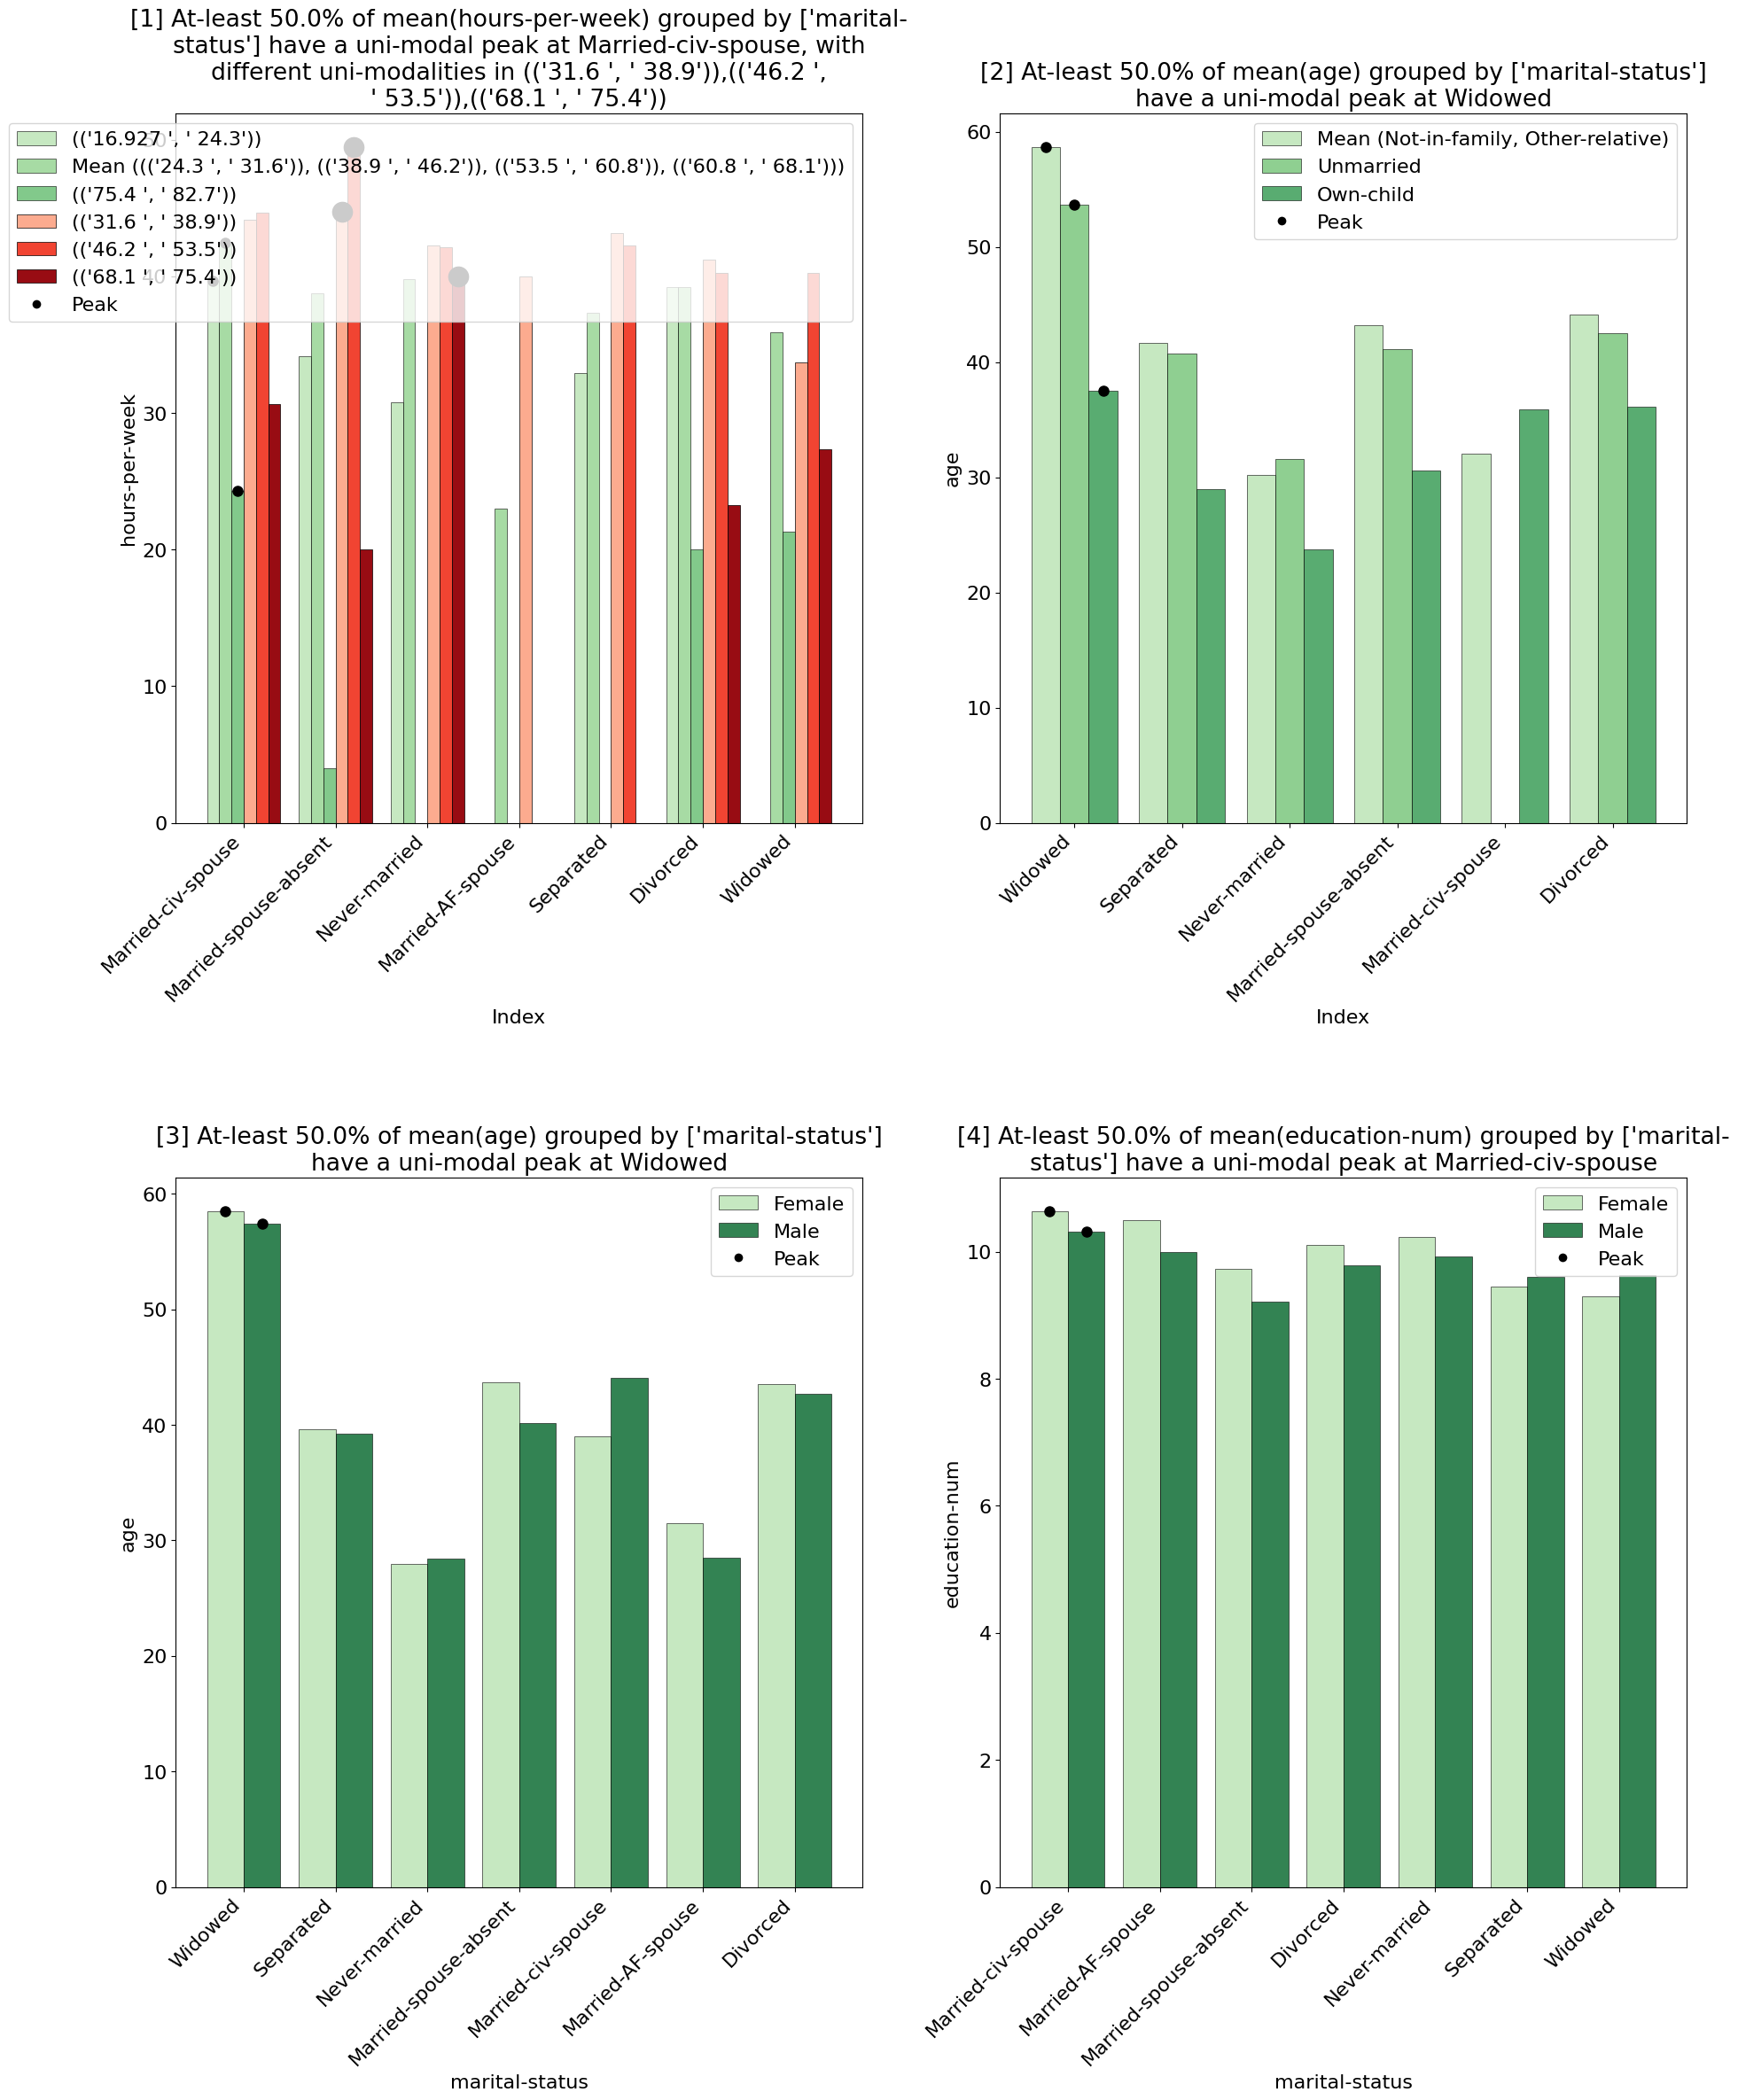 [1] At-least 50.0% of mean(hours-per-week) grouped by ['marital-
status'] have a uni-modal peak at Married-civ-spouse, with
different uni-modalities in (('31.6 ', ' 38.9')),(('46.2 ',
' 53.5')),(('68.1 ', ' 75.4'))
(('16.927 ', ' 24.3'))
Mean ((('24.3 ', ' 31.6')), (('38.9 ', ' 46.2')), (('53.5 ', ' 60.8')), (('60.8 ', ' 68.1')))
(('75.4 ', ' 82.7'))
(('31.6 ', ' 38.9'))
(('46.2 ', ' 53.5'))
(('68.1 ', ' 75.4'))
Peak
50
40
30
20
10
0
hours-per-week
Married-civ-spouse
Married-spouse-absent
Never-married
Married-AF-spouse
Separated
Divorced
Widowed
Index
[2] At-least 50.0% of mean(age) grouped by ['marital-status']
have a uni-modal peak at Widowed
Mean (Not-in-family, Other-relative)
Unmarried
Own-child
Peak
60
50
40
30
20
10
0
age
Widowed
Separated
Never-married
Married-spouse-absent
Married-civ-spouse
Divorced
Index
[3] At-least 50.0% of mean(age) grouped by ['marital-status']
have a uni-modal peak at Widowed
Female
Male
Peak
60
50
40
30
20
10
0
age
Widowed
Separated
Never-married
Married-spouse-absent
Married-civ-spouse
Married-AF-spouse
Divorced
marital-status
[4] At-least 50.0% of mean(education-num) grouped by ['marital-
status'] have a uni-modal peak at Married-civ-spouse
Female
Male
Peak
10
8
6
4
2
0
education-num
Married-civ-spouse
Married-AF-spouse
Married-spouse-absent
Divorced
Never-married
Separated
Widowed
marital-status